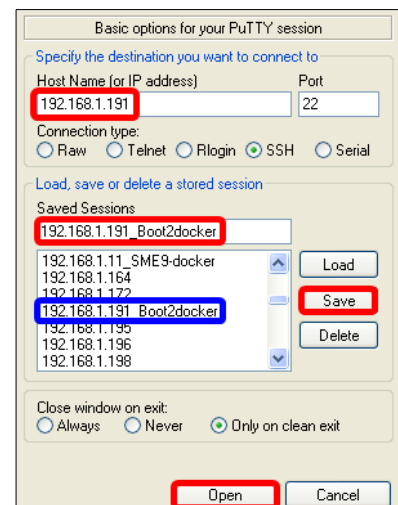 Basic options for your PuTTY session
Specify the destination you want to connect to
Host Name (or IP address) Port
192.168.1.191 22
Connection type:
Raw Telnet Rlogin SSH Serial
Load, save or delete a stored session
Saved Sessions
192.168.1.191_Boot2docker
192.168.1.11_SME9-docker Load
192.168.1.164
192.168.1.172 Save
192.168.1.191_Boot2docker
192.168.1.195 Delete
192.168.1.196
192.168.1.198
Close window on exit:
Always Never Only on clean exit
Open Cancel